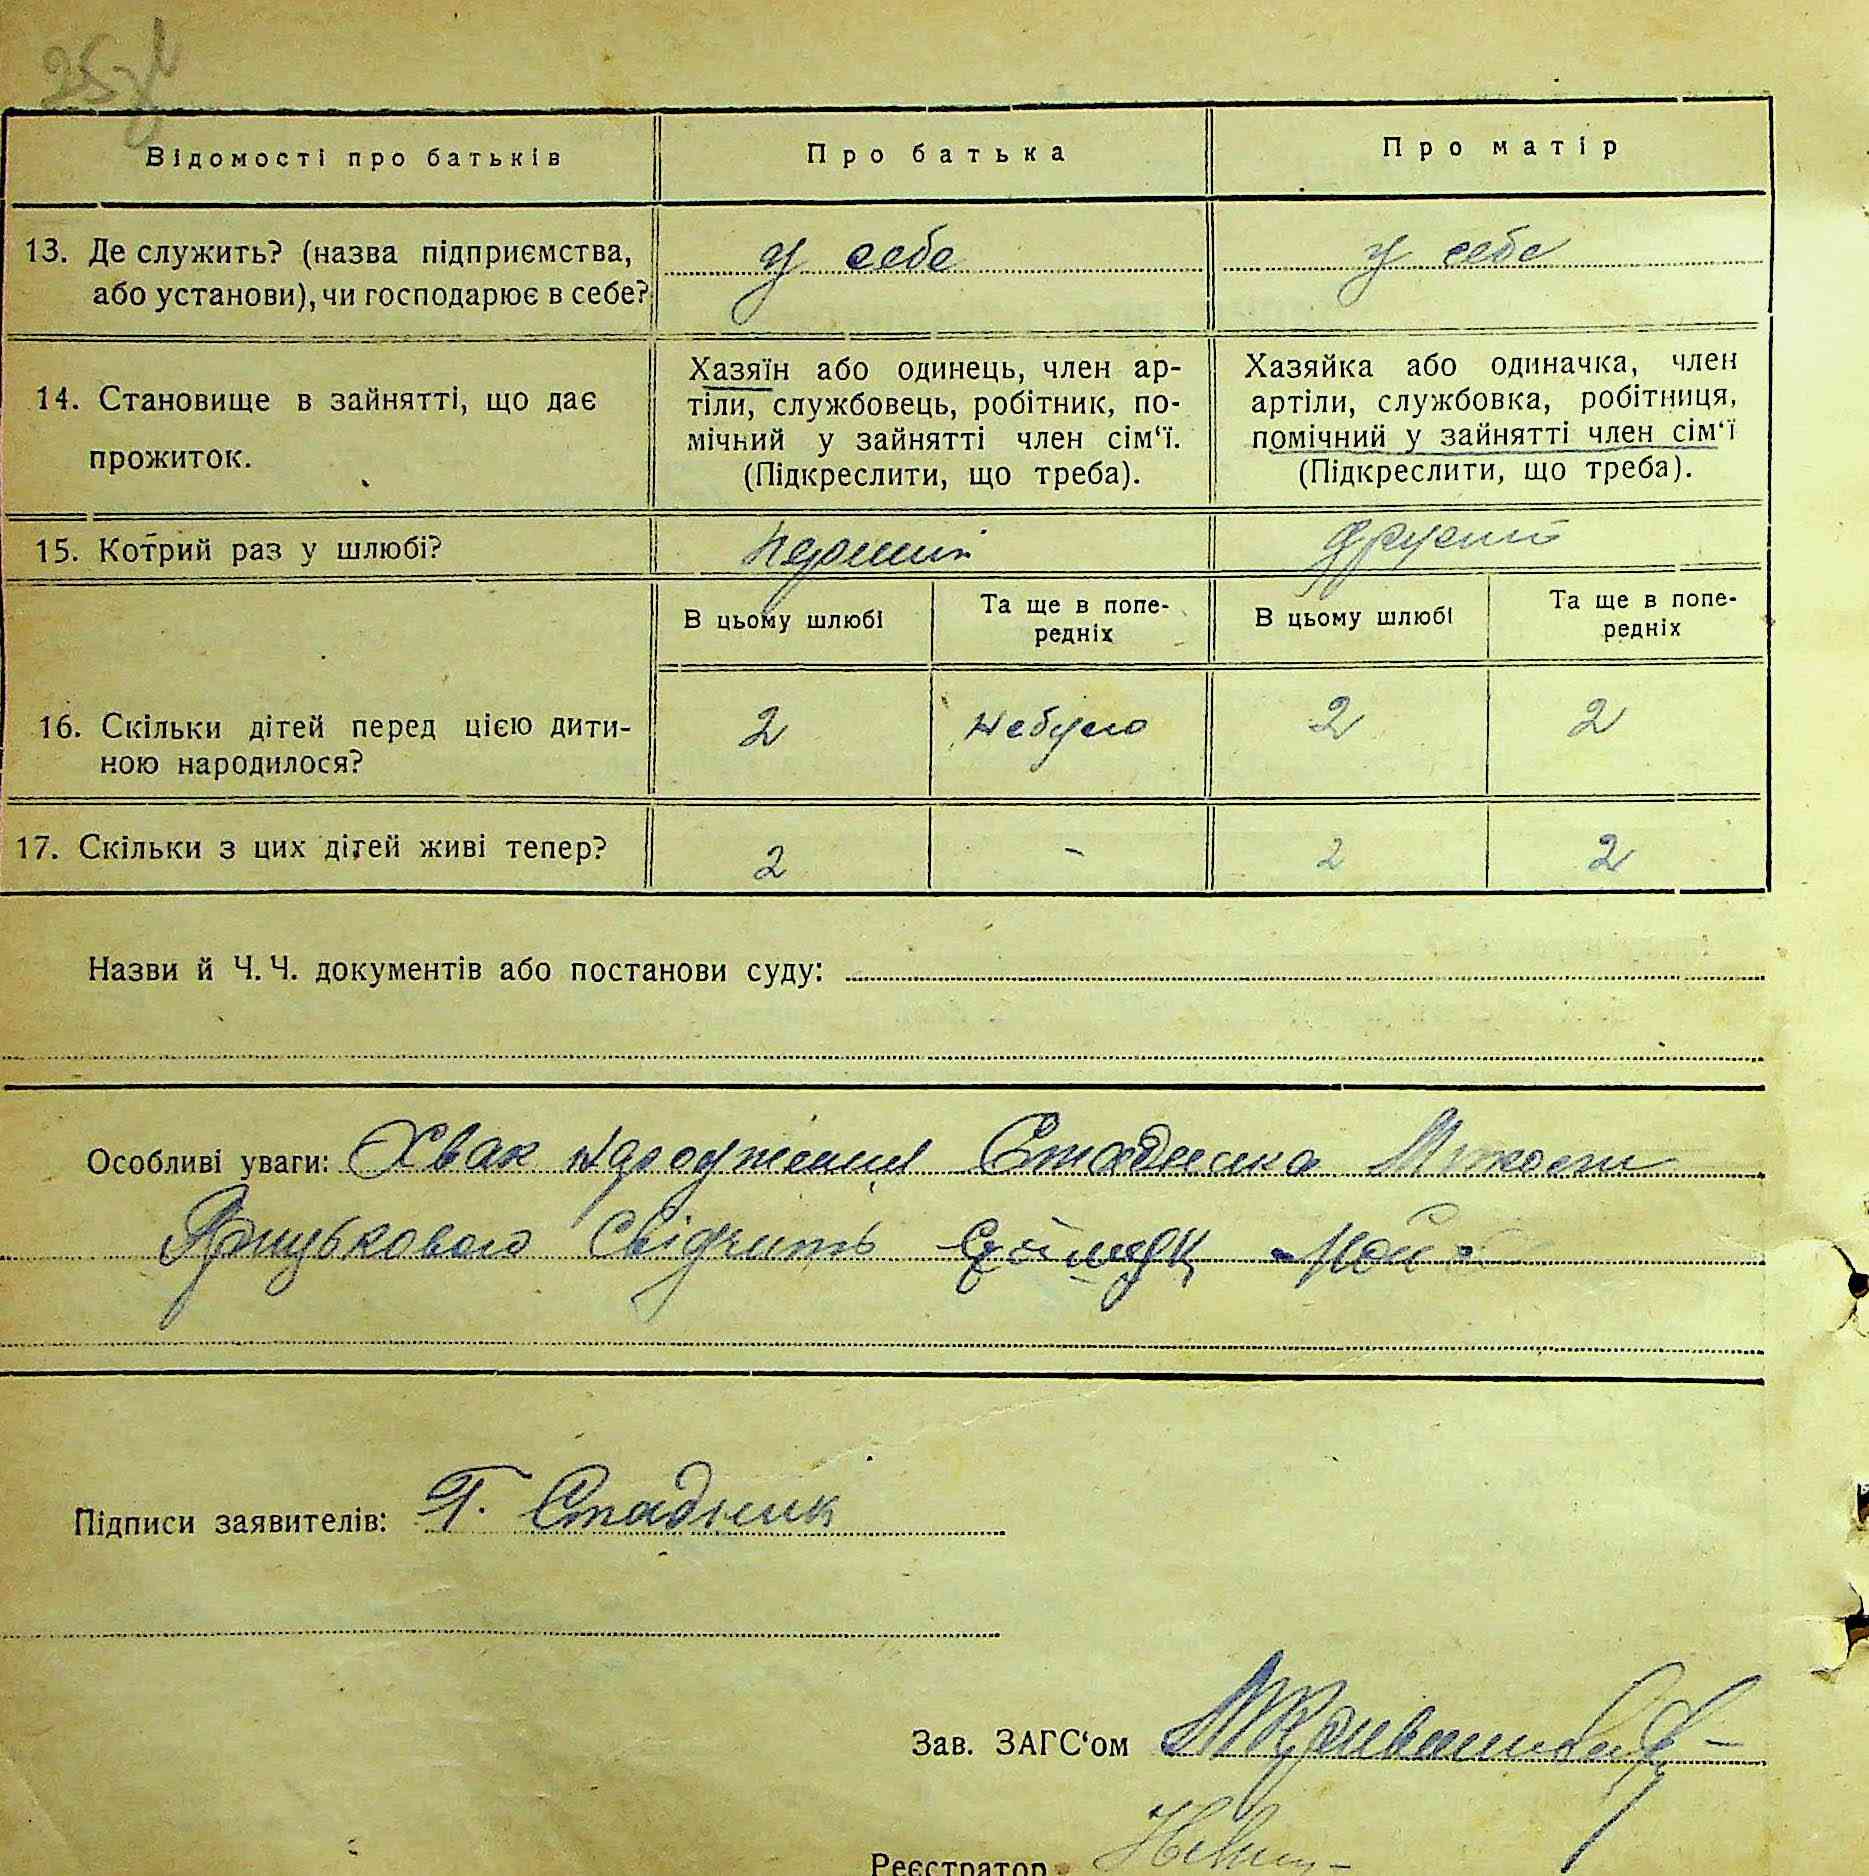 Відомості про батьків
Про батька
Про матір
13. Де служить? (назва підприємства, або установи), чи господарює в себе?
у себе
у себе
14. Становище в зайнятті, що дає прожиток.
Хазяїн або одинець, член ар-
тіли, службовець, робітник, по-
мічний у зайнятті член сім‘ї.
(Підкреслити, що треба).
Хазяйка або одиначка, член
артіли, службовка, робітниця,
помічний у зайнятті член сім‘ї
(Підкреслити, що треба).
15. Котрий раз у шлюбі?
перший
другий
В цьому шлюбі
Та ще в попе-
редніх
В цьому шлюбі
Та ще в попе-
редніх
16. Скільки дітей перед цією дити-
ною народилося?
2
небуло
2
2
17. Скільки з цих дітей живі тепер?
2
-
2
2
Назви й Ч. Ч. документів або постанови суду:
Особливі уваги: Хвак народження Стадника
свідчить
Підписи заявителів: Г. Стадник
Зав. ЗАГС‘ом
Реєстратор